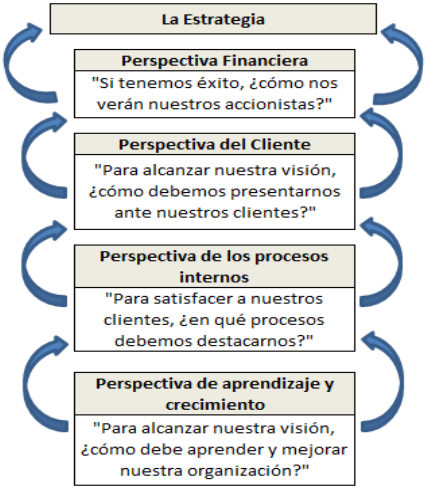 La Estrategia
Perspectiva Financiera
"Si tenemos éxito, ¿cómo nos
verán nuestros accionistas?"
Perspectiva del Cliente
"Para alcanzar nuestra visión,
¿cómo debemos presentarnos
ante nuestros clientes?"
Perspectiva de los procesos
internos
"Para satisfacer a nuestros
clientes, ¿en qué procesos
debemos destacarnos?"
Perspectiva de aprendizaje y
crecimiento
"Para alcanzar nuestra visión,
¿cómo debe aprender y mejorar
nuestra organización?"